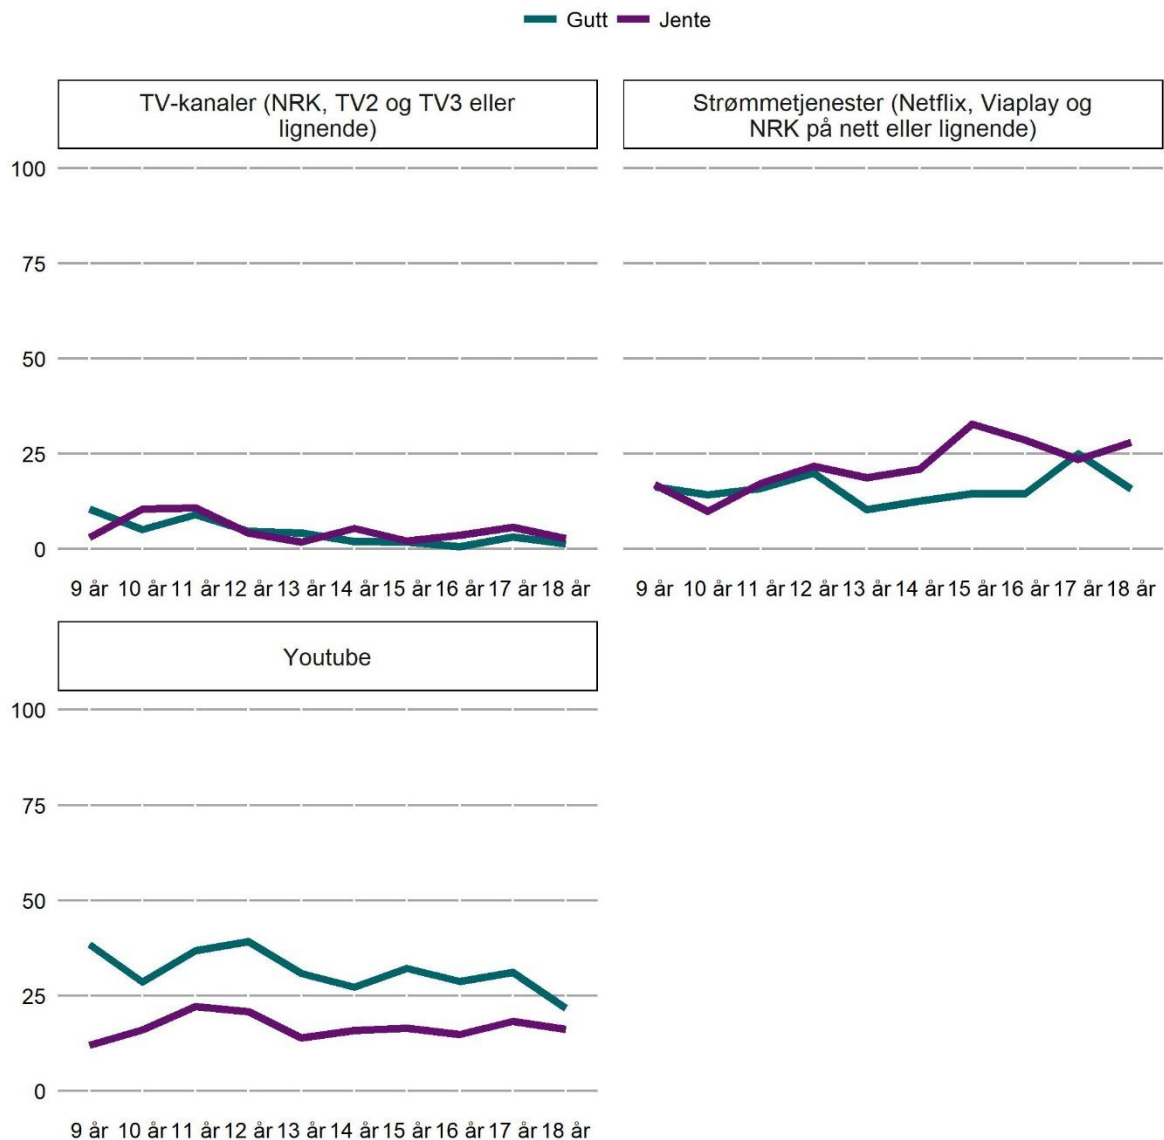 Gutt Jente
TV-kanaler (NRK, TV2 og TV3 eller
lignende)
Strømmetjenester (Netflix, Viaplay og
NRK på nett eller lignende)
100
75
50
25
0
9 år 10 år 11 år 12 år 13 år 14 år 15 år 16 år 17 år 18 år
9 år 10 år 11 år 12 år 13 år 14 år 15 år 16 år 17 år 18 år
Youtube
100
75
50
25
0
9 år 10 år 11 år 12 år 13 år 14 år 15 år 16 år 17 år 18 år